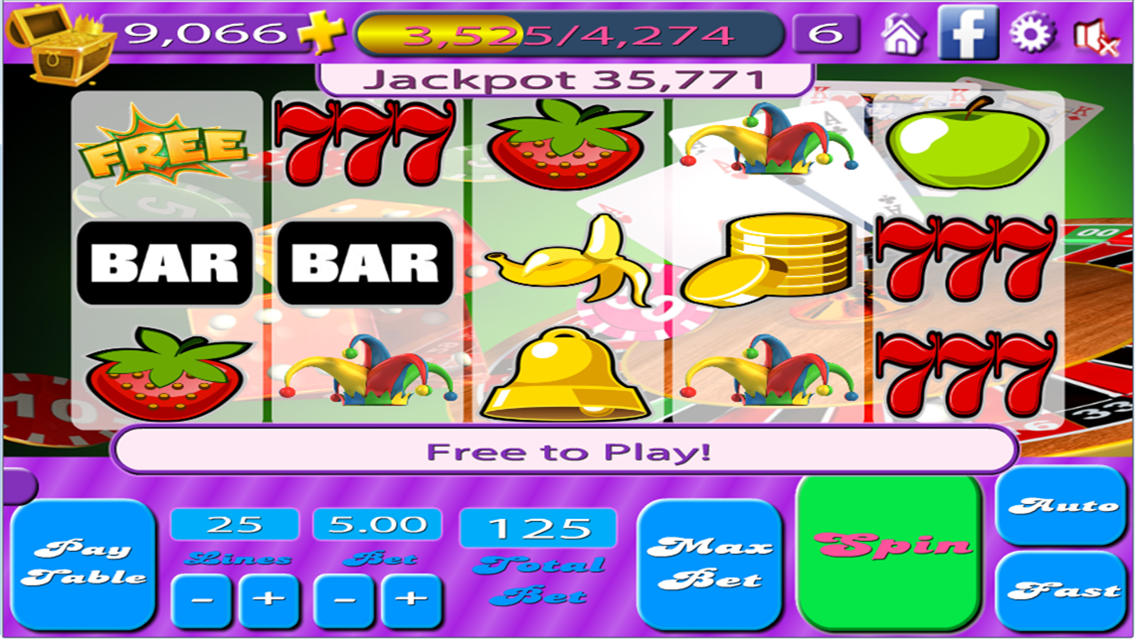 9,066
3,525/4,274
6
f
Jackpot 35,771
FREE
777
BAR
BAR
777
777
Free to Play!
Pay
Table
25
Lines
- +
5.00
Bet
- +
125
Total
Bet
Max
Bet
Spin
Auto
Fast